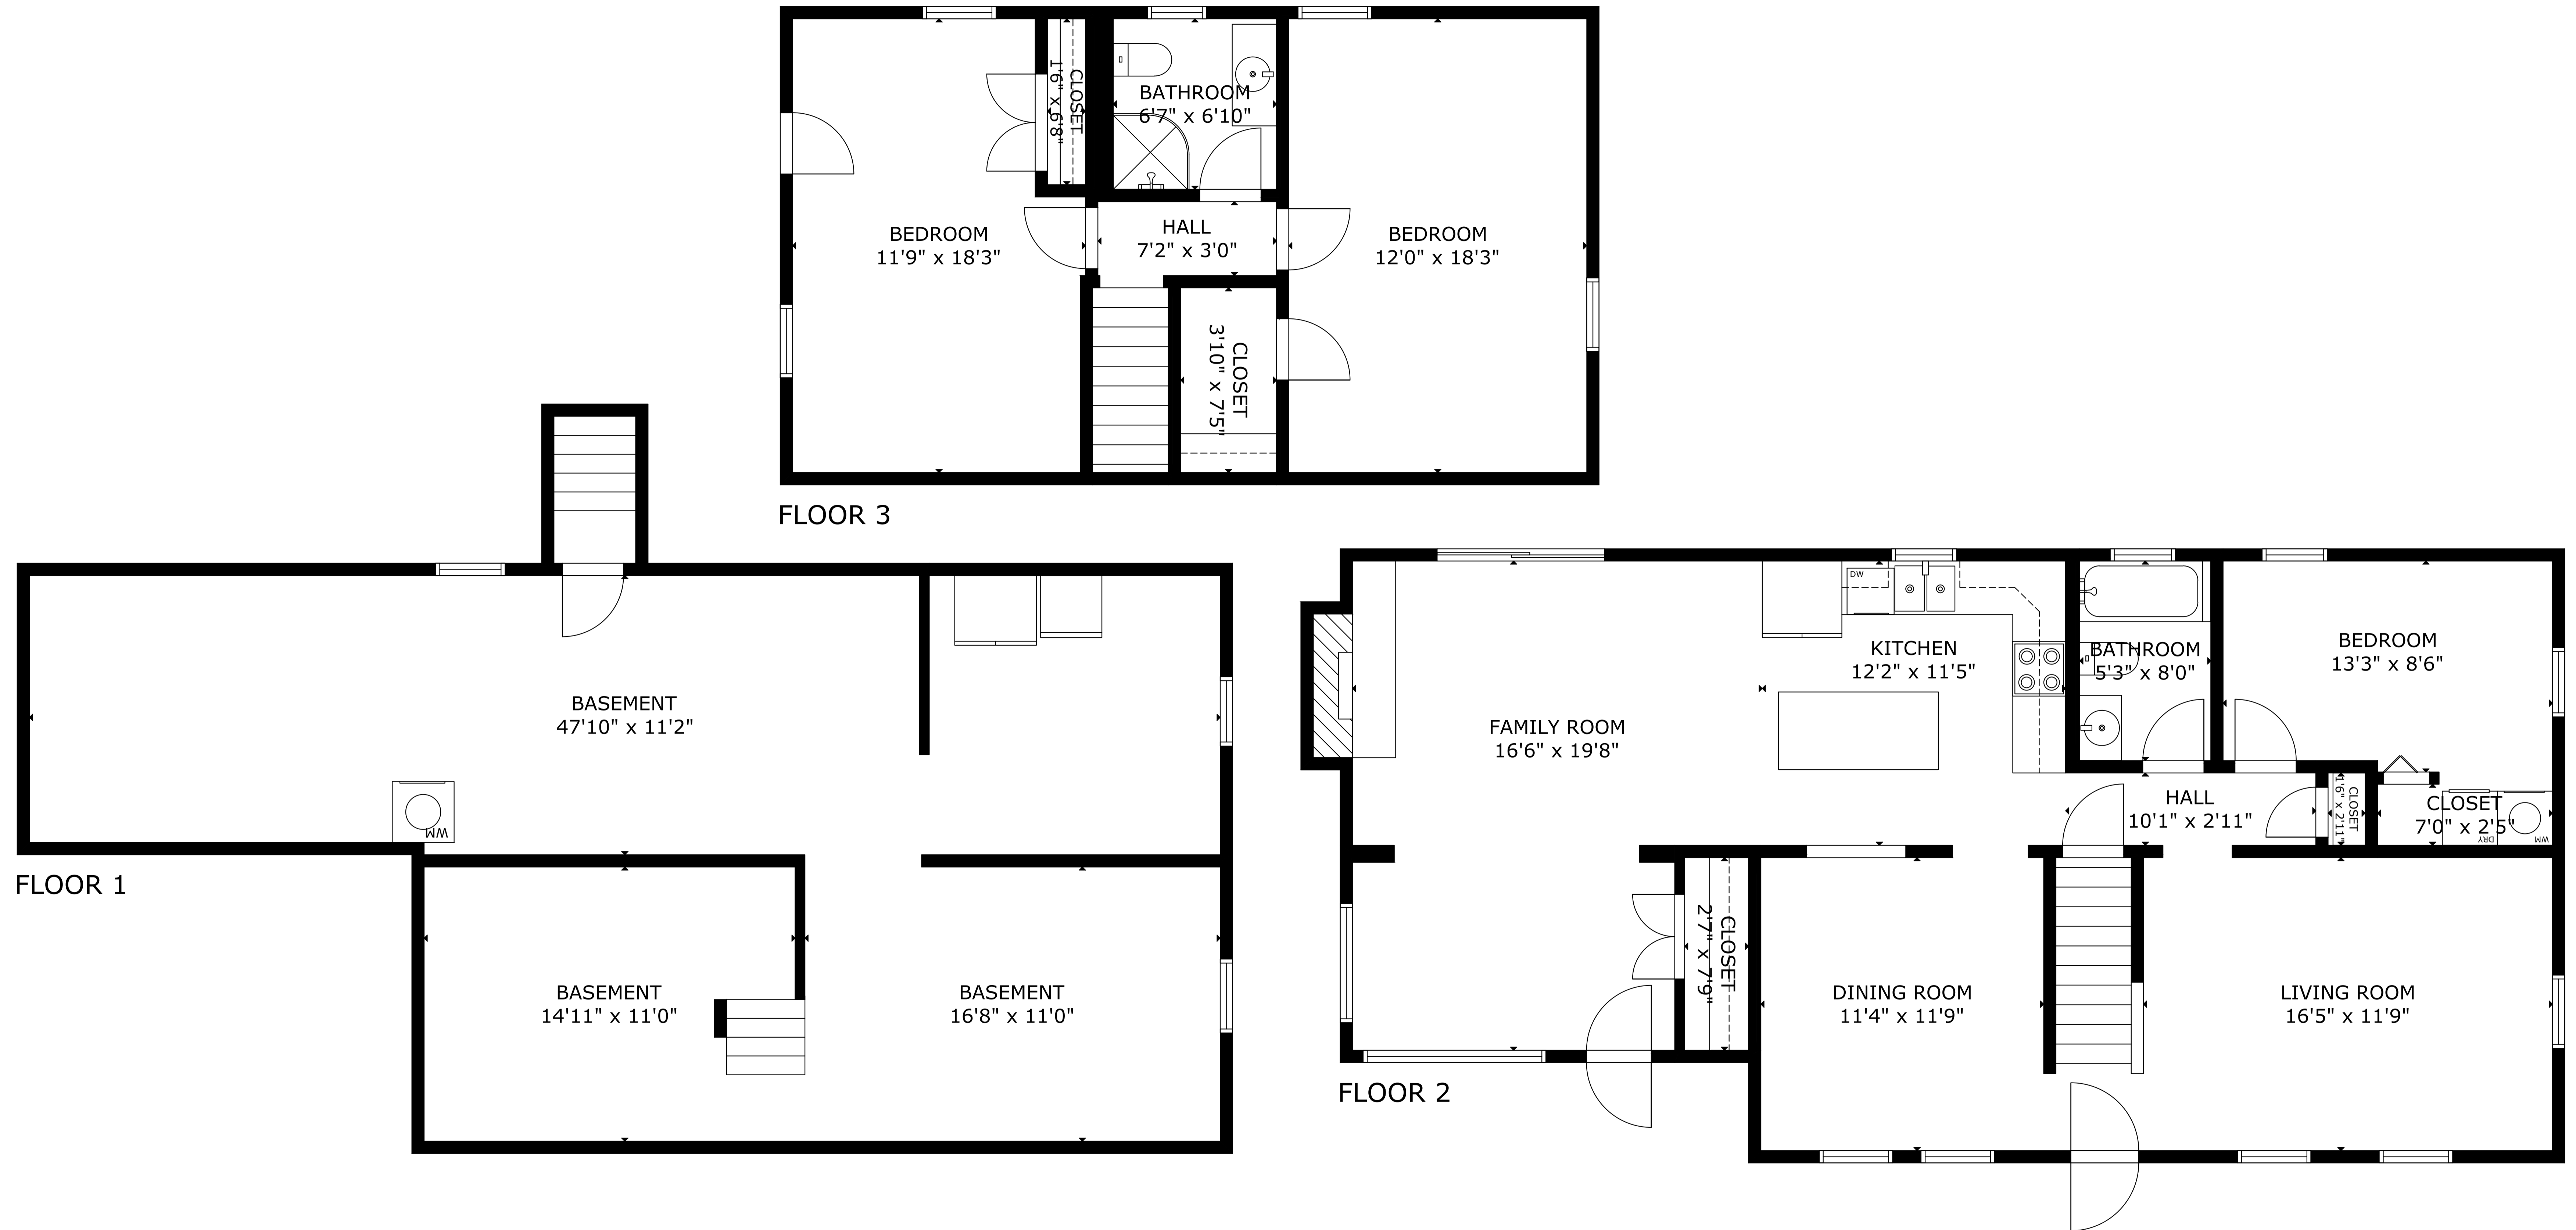 CLOSET
1'6" x 6'8"
BATHROOM
6'7" x 6'10"
BEDROOM
11'9" x 18'3"
HALL
7'2" x 3'0"
BEDROOM
12'0" x 18'3"
CLOSET
3'10" x 7'5"
FLOOR 3
BASEMENT
47'10" x 11'2"
WM
BASEMENT
14'11" x 11'0"
BASEMENT
16'8" x 11'0"
FLOOR 1
DW
KITCHEN
12'2" x 11'5"
BATHROOM
5'3" x 8'0"
BEDROOM
13'3" x 8'6"
FAMILY ROOM
16'6" x 19'8"
HALL
10'1" x 2'11"
CLOSET
1'6" x 2'11"
CLOSET
7'0" x 2'5"
DRY
WM
CLOSET
2'7" x 7'9"
DINING ROOM
11'4" x 11'9"
LIVING ROOM
16'5" x 11'9"
FLOOR 2